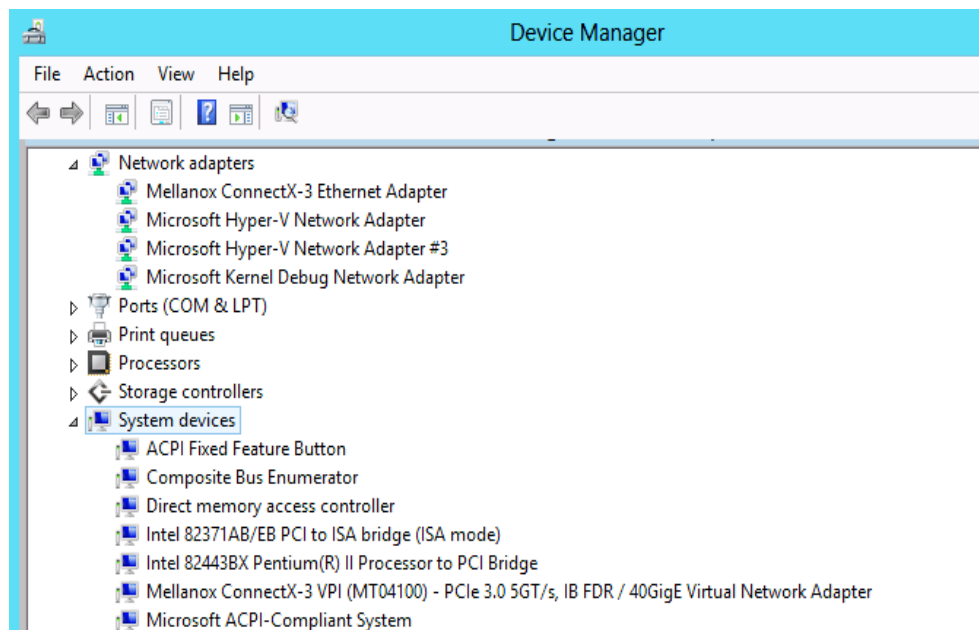 Device Manager
File Action View Help
Network adapters
Mellanox ConnectX-3 Ethernet Adapter
Microsoft Hyper-V Network Adapter
Microsoft Hyper-V Network Adapter #3
Microsoft Kernel Debug Network Adapter
Ports (COM & LPT)
Print queues
Processors
Storage controllers
System devices
ACPI Fixed Feature Button
Composite Bus Enumerator
Direct memory access controller
Intel 82371AB/EB PCI to ISA bridge (ISA mode)
Intel 82443BX Pentium(R) II Processor to PCI Bridge
Mellanox ConnectX-3 VPI (MT04100) - PCIe 3.0 5GT/s, IB FDR / 40GigE Virtual Network Adapter
Microsoft ACPI-Compliant System